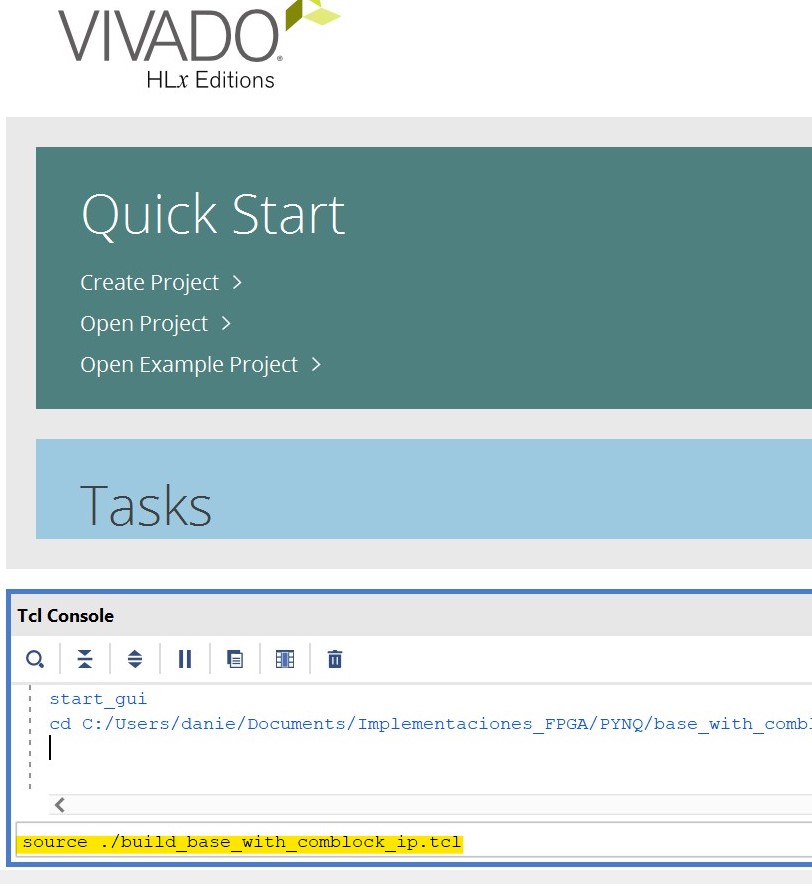 VIVADO
HLx Editions
Quick Start
Create Project
Open Project
Open Example Project
Tasks
Tcl Console
start_gui
cd C:/Users/danie/Documents/Implementaciones_FPGA/PYNQ/base_with_combl
source ./build_base_with_comblock_ip.tcl